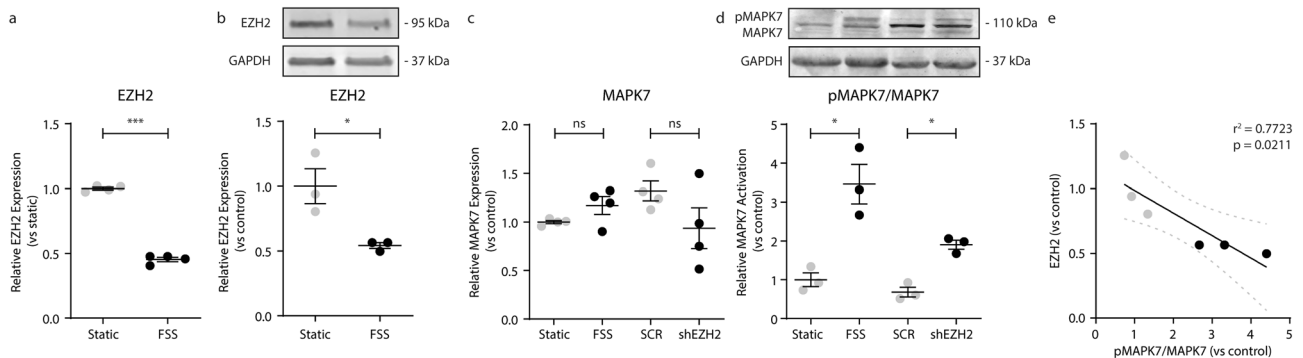 a
b
EZH2
- 95 kDa
GAPDH
- 37 kDa
c
d
pMAPK7
MAPK7
- 110 kDa
GAPDH
- 37 kDa
e
EZH2
Relative EZH2 Expression
(vs static)
1.5
1.0
0.5
0.0
***
Static
FSS
EZH2
Relative EZH2 Expression
(vs control)
1.5
1.0
0.5
0.0
*
Static
FSS
MAPK7
Relative MAPK7 Expression
(vs control)
2.0
1.5
1.0
0.5
0.0
ns
ns
Static
FSS
SCR
shEZH2
pMAPK7/MAPK7
Relative MAPK7 Activation
(vs control)
5
4
3
2
1
0
*
*
Static
FSS
SCR
shEZH2
EZH2 (vs control)
1.5
1.0
0.5
0.0
r² = 0.7723
p = 0.0211
0
1
2
3
4
5
pMAPK7/MAPK7 (vs control)